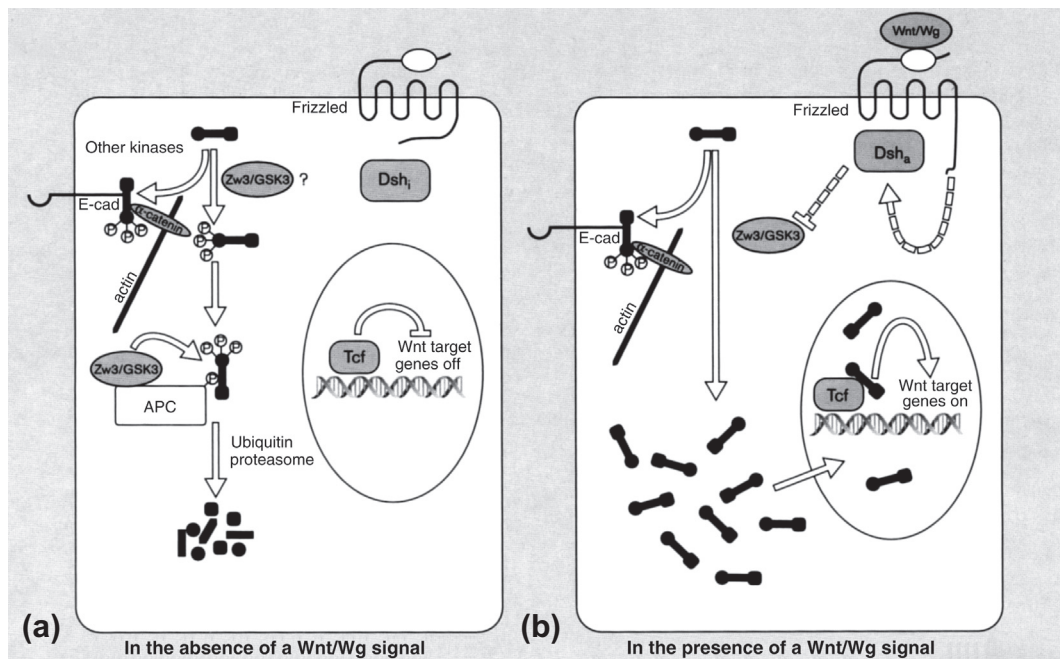 Frizzled
Other kinases
Zw3/GSK3 ?
Dshi
E-cad
α-catenin
P P P
P
P
P
actin
P P P
Zw3/GSK3
P
APC
Tcf
Wnt target
genes off
Ubiquitin
proteasome
(a)
In the absence of a Wnt/Wg signal
Wnt/Wg
Frizzled
Dsha
Zw3/GSK3
E-cad
α-catenin
P P P
actin
Tcf
Wnt target
genes on
(b)
In the presence of a Wnt/Wg signal